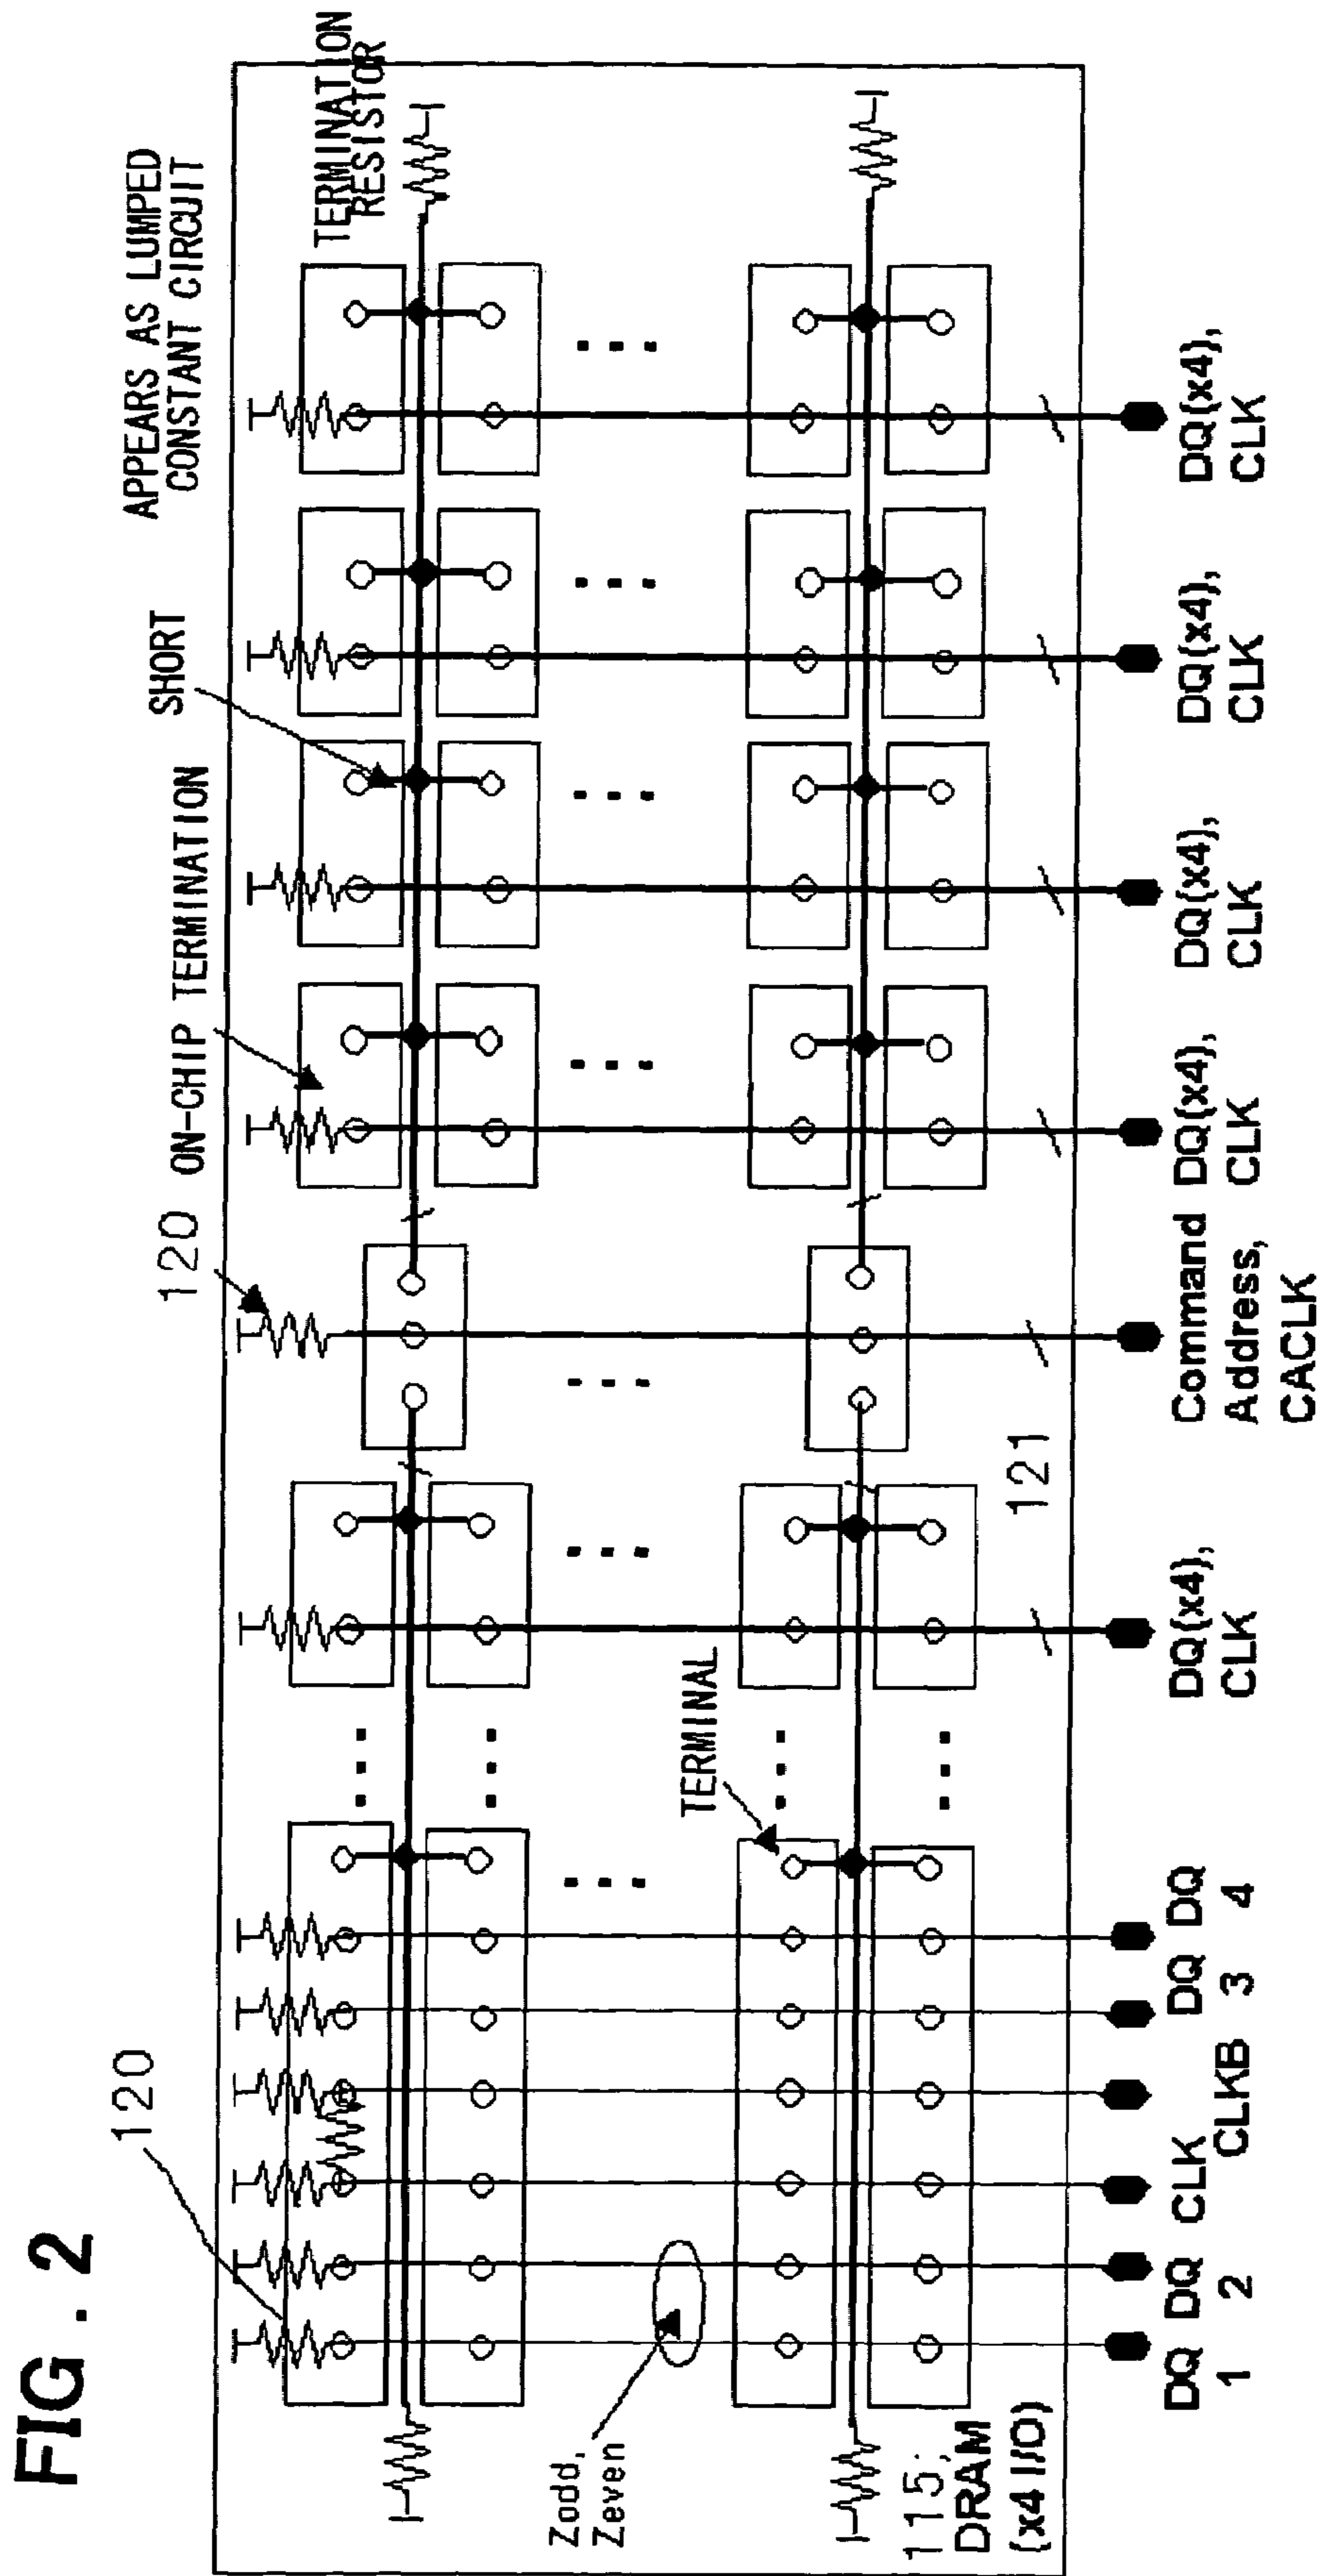 FIG. 2
120
120
ON-CHIP TERMINATION
SHORT
APPEARS AS LUMPED
CONSTANT CIRCUIT
TERMINATION
RESISTOR
Zodd,
Zeven
TERMINAL
115;
DRAM
(x4 I/O)
121
DQ
1
DQ
2
CLK
CLKB
DQ
3
DQ
4
DQ(x4),
CLK
Command
Address,
CACLK
DQ(x4),
CLK
DQ(x4),
CLK
DQ(x4),
CLK
DQ(x4),
CLK